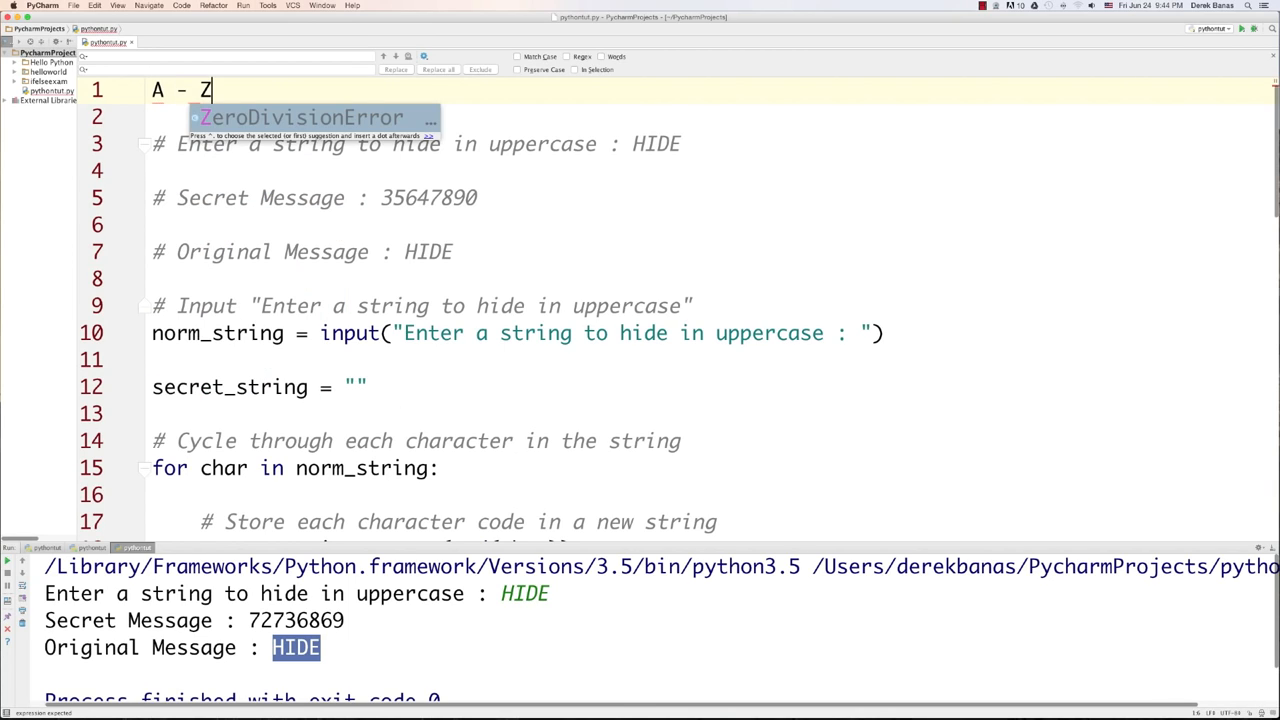 PyCharm File Edit View Navigate Code Refactor Run Tools VCS Window Help 10 Fri Jun 24 9:44 PM Derek Banas
pythontut.py - PyCharmProjects - [~/PycharmProjects]
PycharmProjects pythontut.py pythontut
pythontut.py ×
Match Case Regex Words
Replace Replace all Exclude Preserve Case In Selection
PycharmProject
Hello Python
helloworld
ifelseexam
pythontut.py
External Librarie
1 A - Z
ZeroDivisionError …
Press ^. to choose the selected (or first) suggestion and insert a dot afterwards >>
2
3 # Enter a string to hide in uppercase : HIDE
4
5 # Secret Message : 35647890
6
7 # Original Message : HIDE
8
9 # Input "Enter a string to hide in uppercase"
10 norm_string = input("Enter a string to hide in uppercase : ")
11
12 secret_string = ""
13
14 # Cycle through each character in the string
15 for char in norm_string:
16
17 # Store each character code in a new string
Run: pythontut pythontut pythontut
/Library/Frameworks/Python.framework/Versions/3.5/bin/python3.5 /Users/derekbanas/PycharmProjects/pytho
Enter a string to hide in uppercase : HIDE
Secret Message : 72736869
Original Message : HIDE
Process finished with exit code 0
expression expected 1:6 LF‡ UTF-8‡